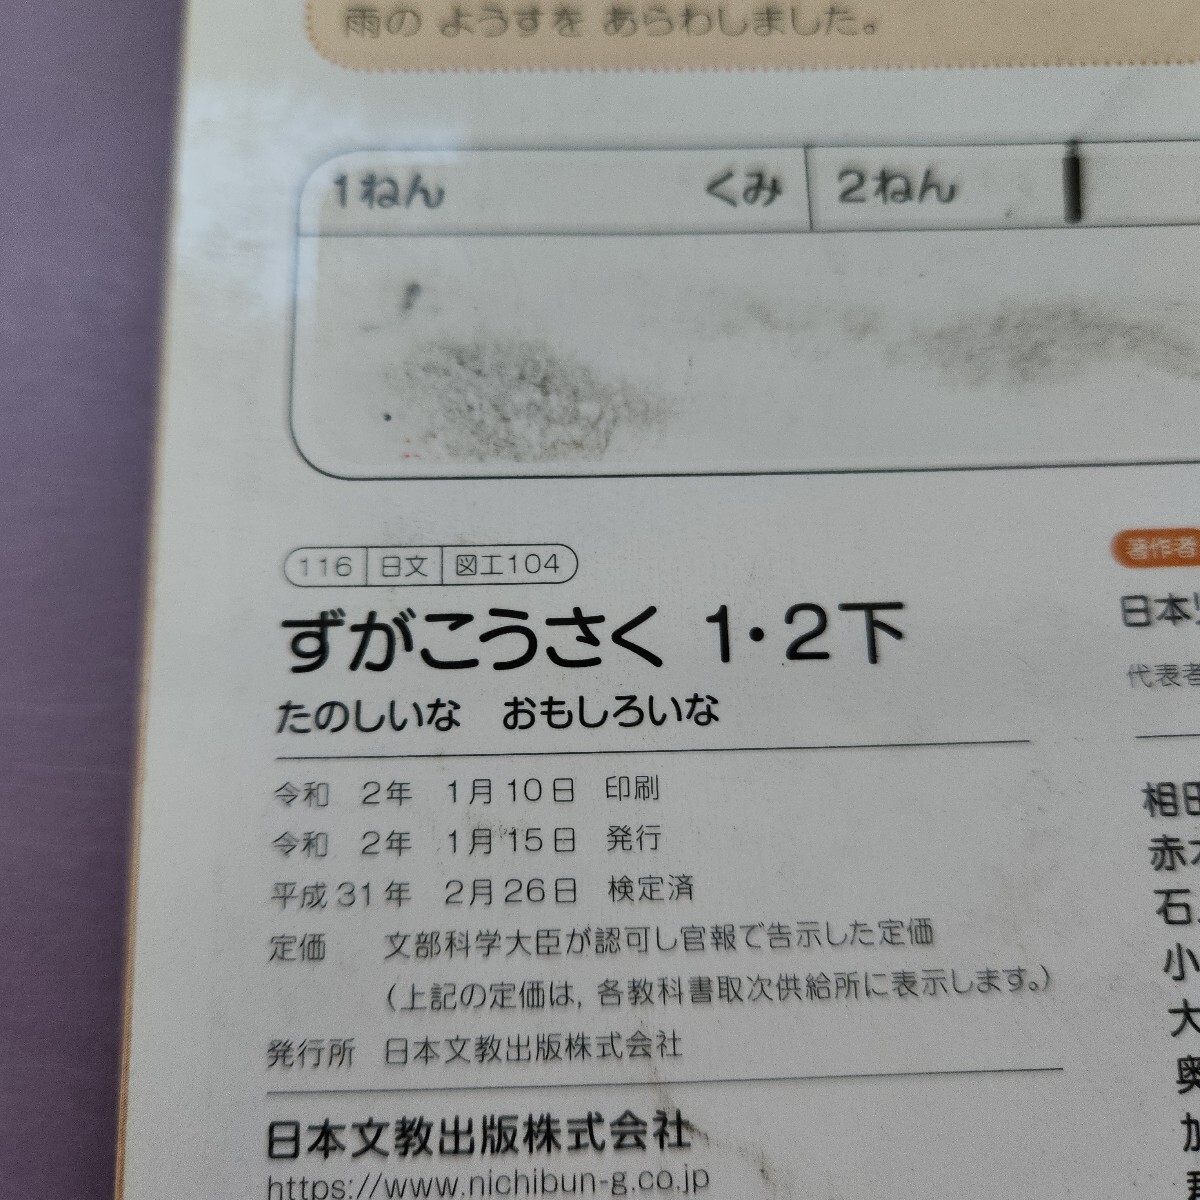 雨の ようすを あらわしました。
1ねん くみ 2ねん 1
116 日文 図工104
ずがこうさく 1・2下
たのしいな おもしろいな
令和 2年 1月10日 印刷
令和 2年 1月15日 発行
平成31年 2月26日 検定済
定価 文部科学大臣が認可し官報で告示した定価
(上記の定価は, 各教科書取次供給所に表示します。)
発行所 日本文教出版株式会社
日本文教出版株式会社
https://www.nichibun-g.co.jp
著作者
日本
代表者
相田
赤木
石
小
大
奥
加